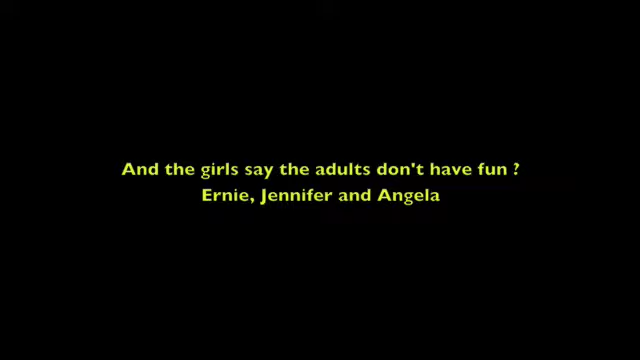 And the girls say the adults don't have fun ?
Ernie, Jennifer and Angela